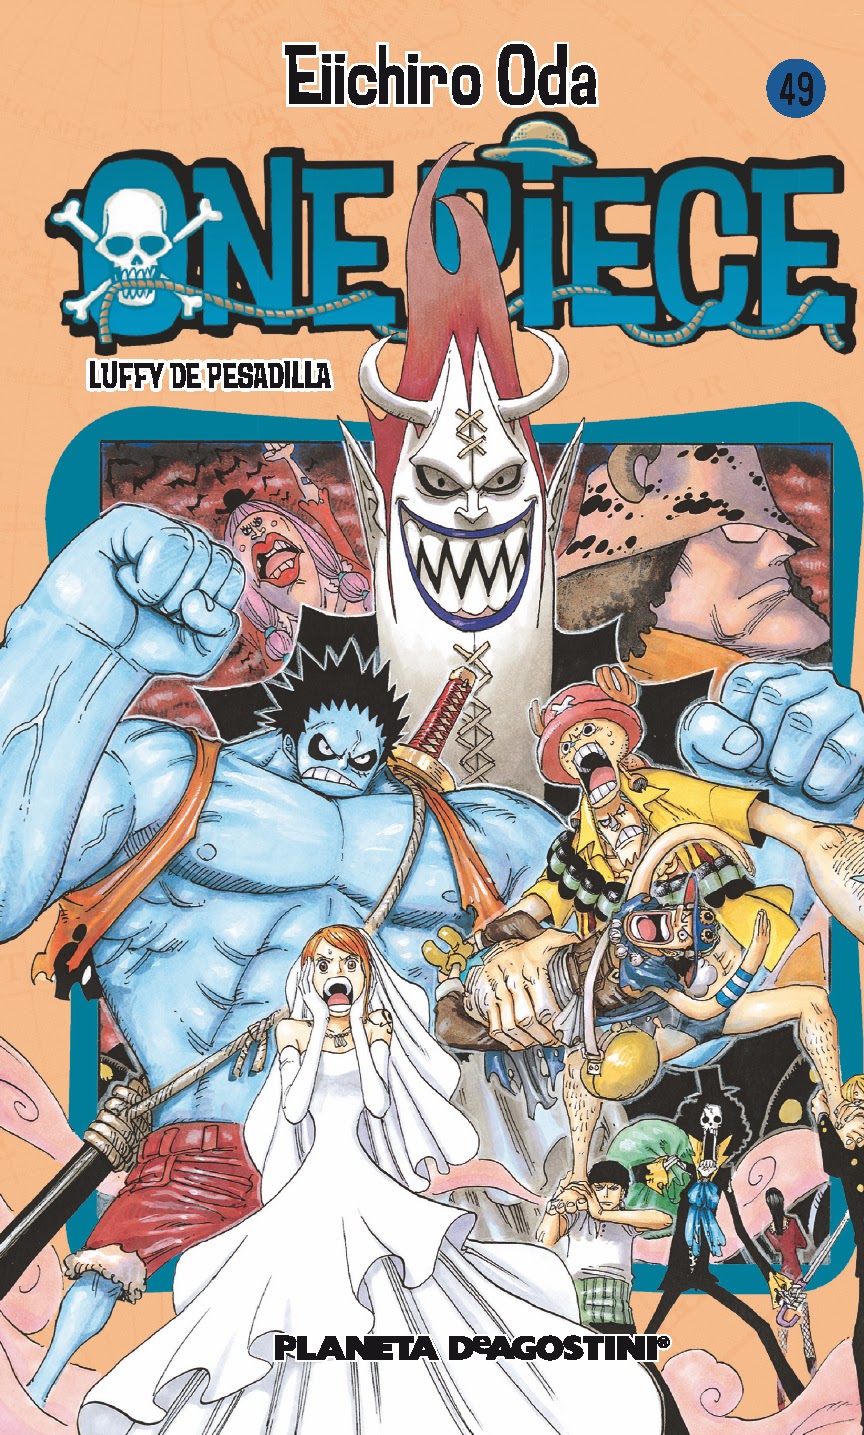 Eiichiro Oda
49
ONE PIECE
LUFFY DE PESADILLA
PLANETA DeAGOSTINI®